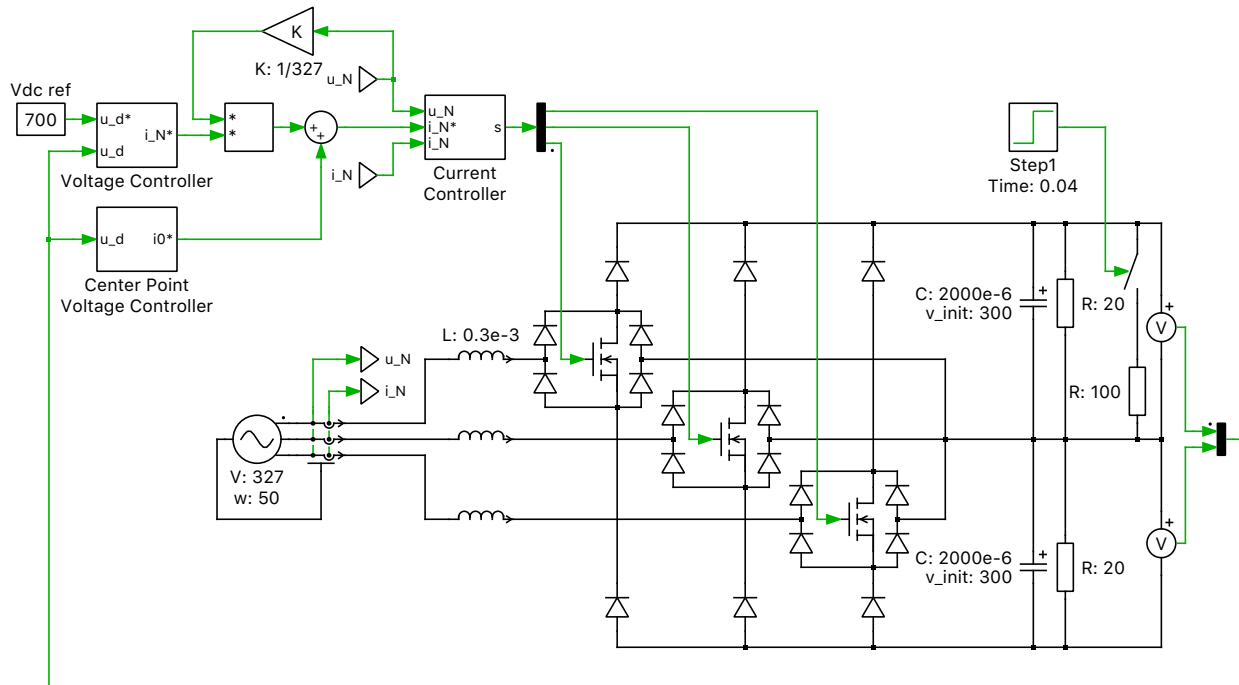 K
K: 1/327
u_N
Vdc ref
700
u_d*
u_d
i_N*
Voltage Controller
*
*
+
+
i_N
u_N
i_N*
i_N
s
Current
Controller
u_d
i0*
Center Point
Voltage Controller
Step1
Time: 0.04
C: 2000e-6
v_init: 300
+
R: 20
+
V
R: 100
L: 0.3e-3
u_N
i_N
V: 327
w: 50
C: 2000e-6
v_init: 300
+
R: 20
+
V